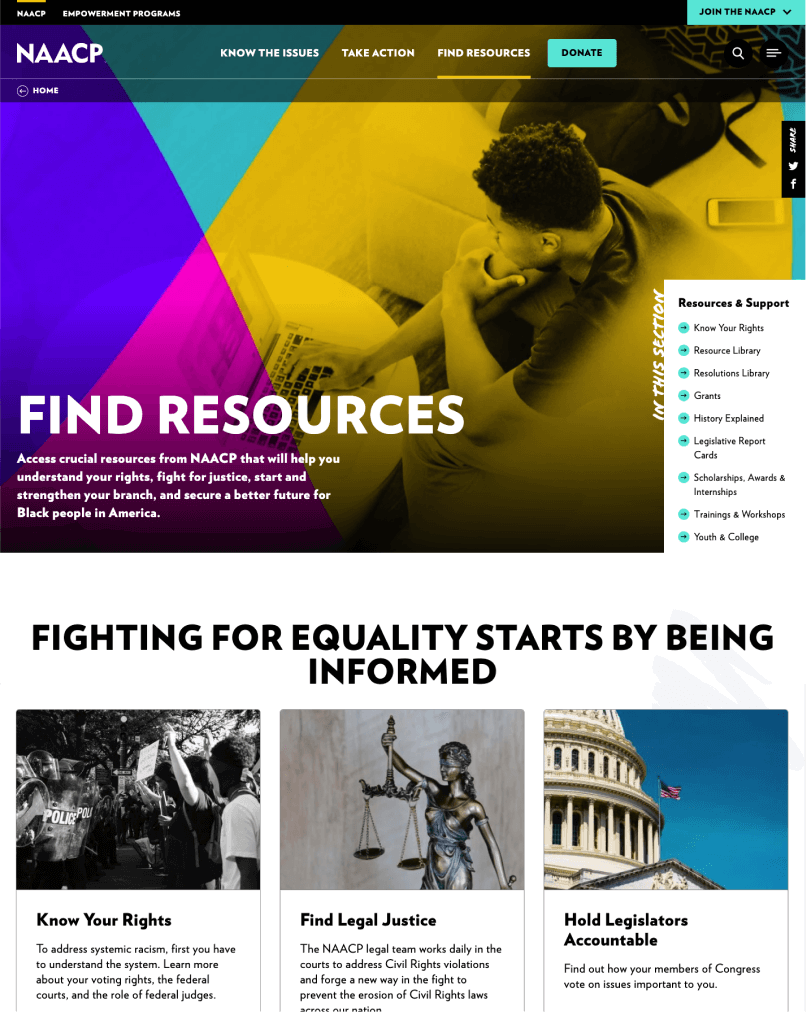 NAACP
EMPOWERMENT PROGRAMS
JOIN THE NAACP
NAACP
KNOW THE ISSUES
TAKE ACTION
FIND RESOURCES
DONATE
HOME
SHARE
FIND RESOURCES
Access crucial resources from NAACP that will help you
understand your rights, fight for justice, start and
strengthen your branch, and secure a better future for
Black people in America.
IN THIS SECTION
Resources & Support
Know Your Rights
Resource Library
Resolutions Library
Grants
History Explained
Legislative Report
Cards
Scholarships, Awards &
Internships
Trainings & Workshops
Youth & College
FIGHTING FOR EQUALITY STARTS BY BEING
INFORMED
POLICE
Know Your Rights
To address systemic racism, first you have
to understand the system. Learn more
about your voting rights, the federal
courts, and the role of federal judges.
Find Legal Justice
The NAACP legal team works daily in the
courts to address Civil Rights violations
and forge a new way in the fight to
prevent the erosion of Civil Rights laws
across our nation.
Hold Legislators
Accountable
Find out how your members of Congress
vote on issues important to you.